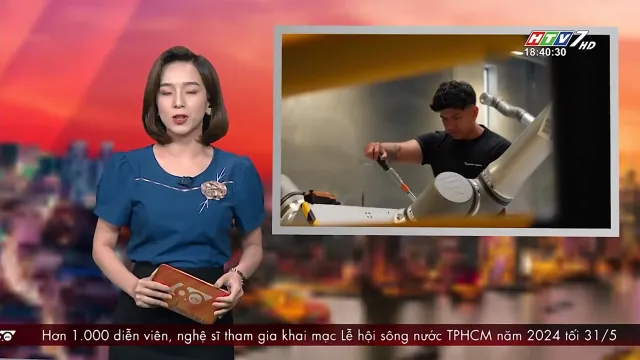 HTV7 HD
18:40:30
Hơn 1.000 diễn viên, nghệ sĩ tham gia khai mạc Lễ hội sông nước TPHCM năm 2024 tối 31/5